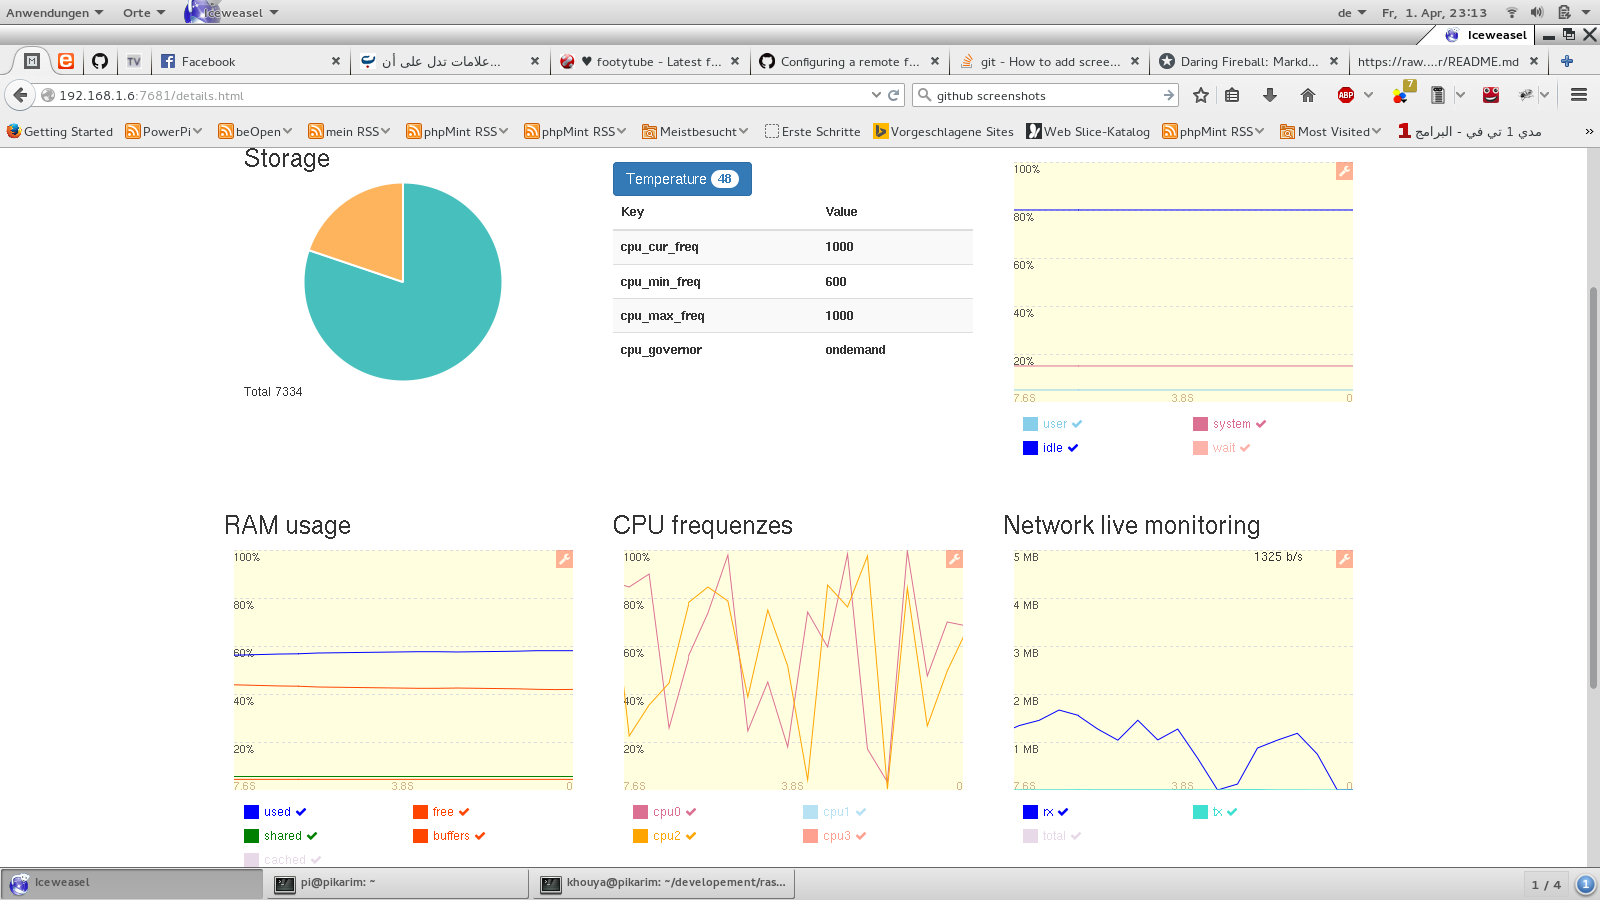 Anwendungen Orte Iceweasel de Fr, 1. Apr, 23:13
Iceweasel
TV Facebook علامات تدل على أن... ♥ footytube - Latest f... Configuring a remote f... git - How to add scree... Daring Fireball: Markd... https://raw....r/README.md
192.168.1.6:7681/details.html github screenshots ABP 7
Getting Started PowerPi beOpen mein RSS phpMint RSS phpMint RSS Meistbesucht Erste Schritte Vorgeschlagene Sites Web Slice-Katalog phpMint RSS Most Visited مدي 1 تي في - البرامج »
Storage
Total 7334
Temperature 48
Key Value
cpu_cur_freq 1000
cpu_min_freq 600
cpu_max_freq 1000
cpu_governor ondemand
100%
80%
60%
40%
20%
7.6S 3.8S 0
user system
idle wait
RAM usage
100%
80%
60%
40%
20%
7.6S 3.8S 0
used free
shared buffers
cached
CPU frequenzes
100%
80%
60%
40%
20%
7.6S 3.8S 0
cpu0 cpu1
cpu2 cpu3
Network live monitoring
5 MB 1325 b/s
4 MB
3 MB
2 MB
1 MB
7.6S 3.8S 0
rx tx
total
Iceweasel pi@pikarim: ~ khouya@pikarim: ~/developement/ras... 1 / 4 1